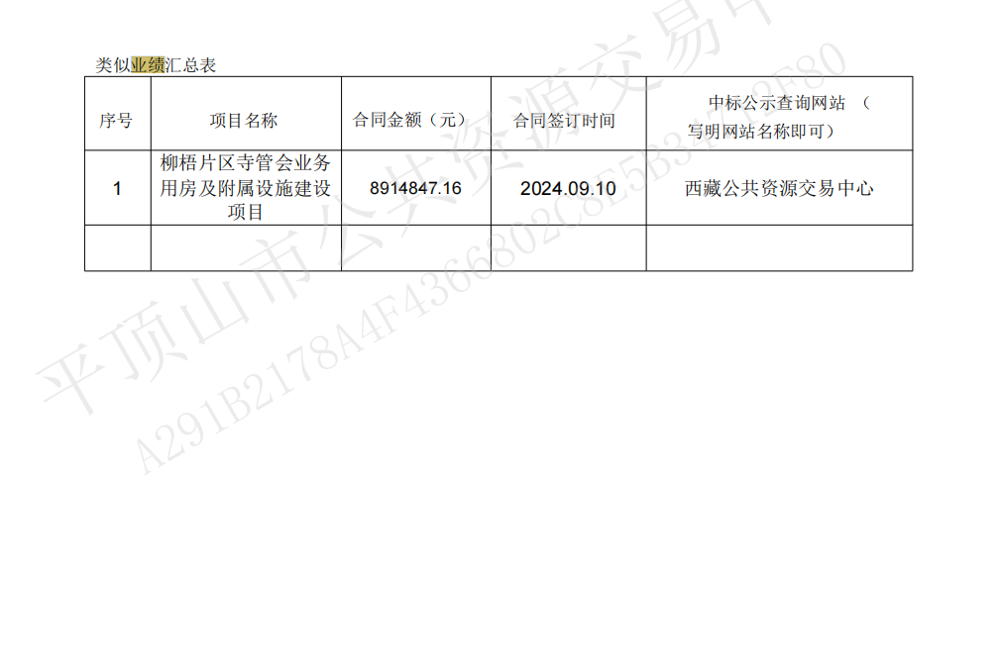 类似业绩汇总表
序号 项目名称 合同金额（元） 合同签订时间 中标公示查询网站 （
写明网站名称即可）
1 柳梧片区寺管会业务 8914847.16 2024.09.10 西藏公共资源交易中心
用房及附属设施建设
项目
平顶山市公共资源交易中